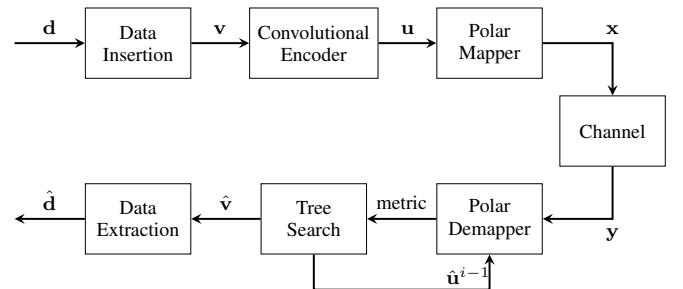 d
Data
Insertion
v
Convolutional
Encoder
u
Polar
Mapper
x
Channel
y
Polar
Demapper
metric
Tree
Search
v̂
Data
Extraction
d̂
û^{i−1}